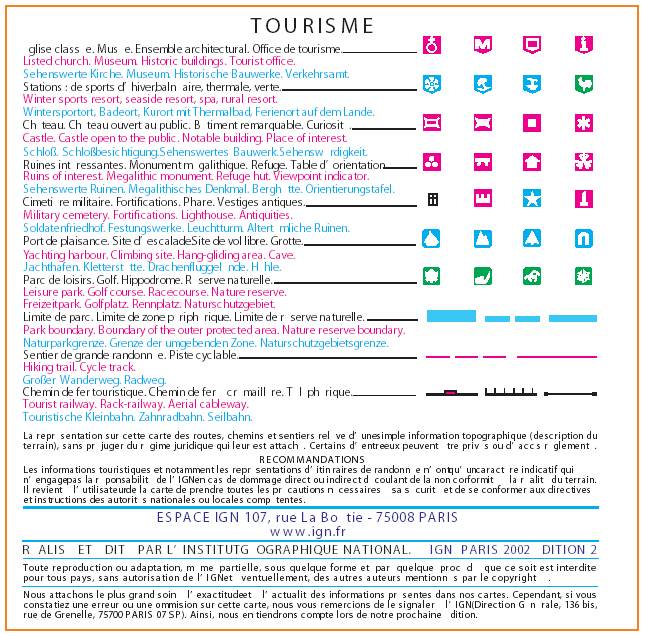 TOURISME
glise class e. Mus e. Ensemble architectural. Office de tourisme.
Listed church. Museum. Historic buildings. Tourist office.
Sehenswerte Kirche. Museum. Historische Bauwerke. Verkehrsamt.
Stations : de sports d' hiver,baln aire, thermale, verte.
Winter sports resort, seaside resort, spa, rural resort.
Wintersportort, Badeort, Kurort mit Thermalbad, Ferienort auf dem Lande.
Ch teau. Ch teau ouvert au public. B timent remarquable. Curiosit .
Castle. Castle open to the public. Notable building. Place of interest.
Schloß. Schloßbesichtigung.Sehenswertes Bauwerk.Sehensw rdigkeit.
Ruines int ressantes. Monument m galithique. Refuge. Table d' orientation.
Ruins of interest. Megalithic monument. Refuge hut. Viewpoint indicator.
Sehenswerte Ruinen. Megalithisches Denkmal. Bergh tte. Orientierungstafel.
Cimeti re militaire. Fortifications. Phare. Vestiges antiques.
Military cemetery. Fortifications. Lighthouse. Antiquities.
Soldatenfriedhof. Festungswerke. Leuchtturm. Altert mliche Ruinen.
Port de plaisance. Site d' escaladeSite de vol libre. Grotte.
Yachting harbour. Climbing site. Hang-gliding area. Cave.
Jachthafen. Kletterst tte. Drachenfluggel nde. H hle.
Parc de loisirs. Golf. Hippodrome. R serve naturelle.
Leisure park. Golf course. Racecourse. Nature reserve.
Freizeitpark. Golfplatz. Rennplatz. Naturschutzgebiet.
Limite de parc. Limite de zone p riph rique. Limite de r serve naturelle.
Park boundary. Boundary of the outer protected area. Nature reserve boundary.
Naturparkgrenze. Grenze der umgebenden Zone. Naturschutzgebietsgrenze.
Sentier de grande randonn e. Piste cyclable.
Hiking trail. Cycle track.
Großer Wanderweg. Radweg.
Chemin de fer touristique. Chemin de fer cr maill re. T l ph rique.
Tourist railway. Rack-railway. Aerial cableway.
Touristische Kleinbahn. Zahnradbahn. Seilbahn.
La repr sentation sur cette carte des routes, chemins et sentiers rel ve d' unesimple information topographique (description du
terrain), sans pr juger du r gime juridique qui leur est attach . Certains d' entreeux peuvent tre priv s ou d' acc s r glement .
RECOMMANDATIONS
Les informations touristiques et notamment les repr sentations d' itin raires de randonn e n' ontqu' uncaract re indicatif qui
n' engagepas la r ponsabilit de l' IGNen cas de dommage direct ou indirect d coulant de la non conformit la r alit du terrain.
Il revient l' utilisateurde la carte de prendre toutes les pr cautions n cessaires sa s curit et de se conformer aux directives
et instructions des autorit s nationales ou locales comp tentes.
ESPACE IGN 107, rue La Bo tie - 75008 PARIS
www.ign.fr
R ALIS ET DIT PAR L' INSTITUTG OGRAPHIQUE NATIONAL. IGN PARIS 2002 DITION 2
Toute reproduction ou adaptation, m me partielle, sous quelque forme et par quelque proc d que ce soit est interdite
pour tous pays, sans autorisation de l' IGNet ventuellement, des autres auteurs mentionn s par le copyright .
Nous attachons le plus grand soin l' exactitudeet l' actualit des informations pr sentes dans nos cartes. Cependant, si vous
constatiez une erreur ou une ommision sur cette carte, nous vous remercions de le signaler l' IGN(Direction G n rale, 136 bis,
rue de Grenelle, 75700 PARIS 07 SP). Ainsi, nous en tiendrons compte lors de notre prochaine dition.